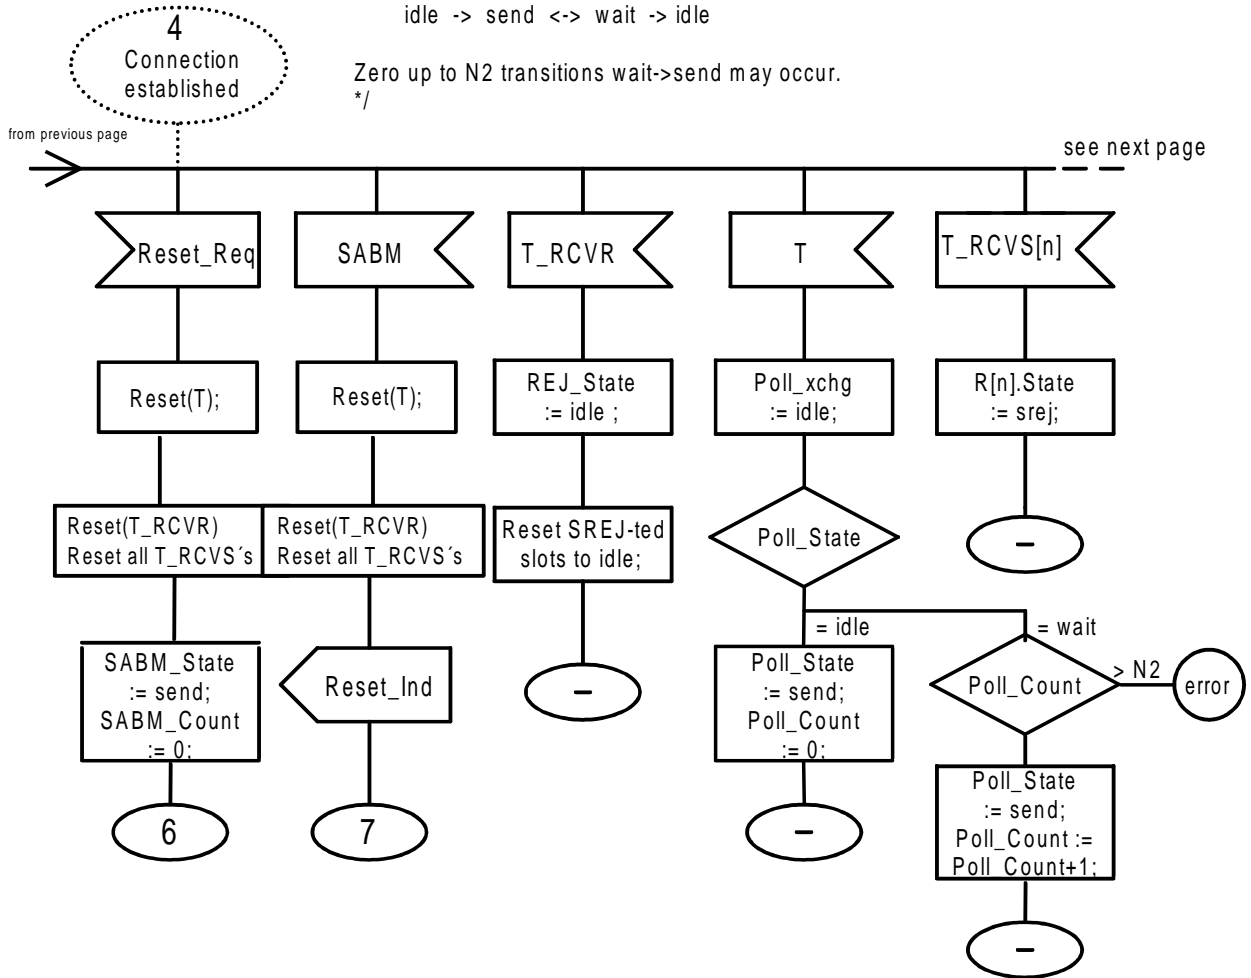 idle -> send <-> wait -> idle
4
Connection
established
Zero up to N2 transitions wait->send may occur.
*/
from previous page
see next page
Reset_Req
SABM
T_RCVR
T
T_RCVS[n]
Reset(T);
Reset(T);
REJ_State
:= idle ;
Poll_xchg
:= idle;
R[n].State
:= srej;
Reset(T_RCVR)
Reset all T_RCVS´s
Reset(T_RCVR)
Reset all T_RCVS´s
Reset SREJ-ted
slots to idle;
Poll_State
–
= idle
= wait
SABM_State
:= send;
SABM_Count
:= 0;
Reset_Ind
–
Poll_State
:= send;
Poll_Count
:= 0;
Poll_Count
> N2
error
6
7
–
Poll_State
:= send;
Poll_Count :=
Poll_Count+1;
–